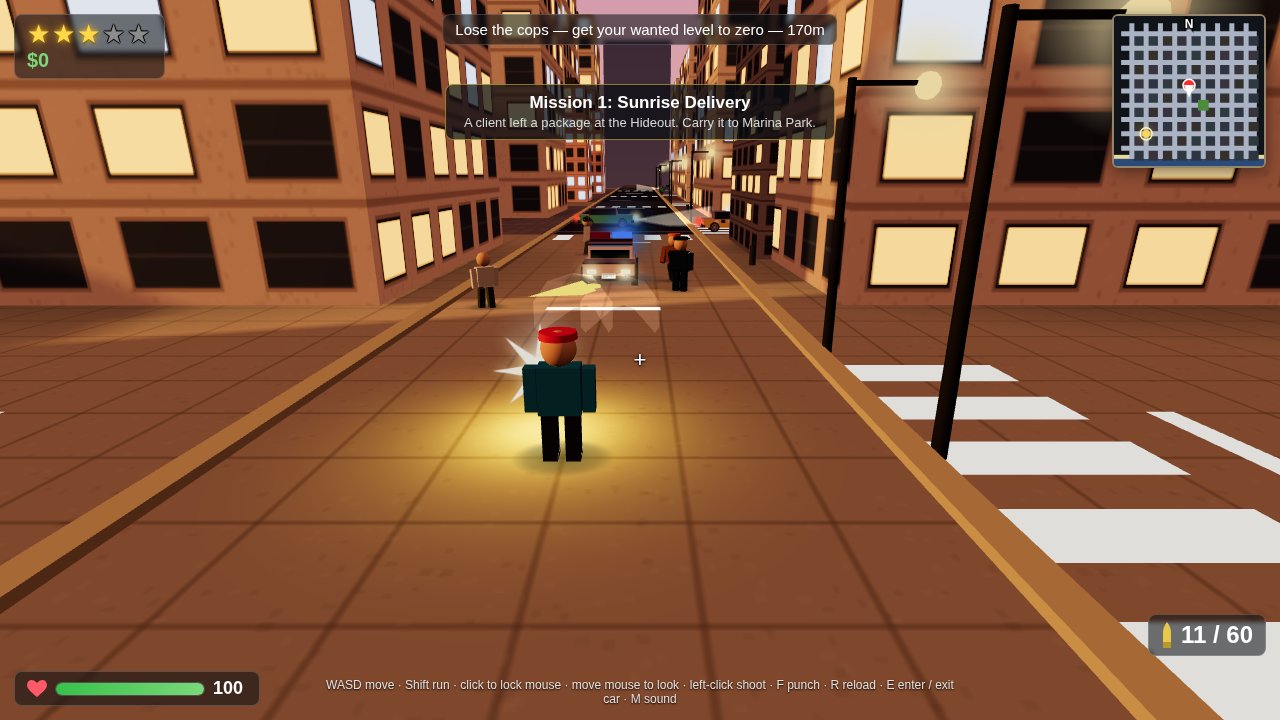 $0
Lose the cops — get your wanted level to zero — 170m
N
Mission 1: Sunrise Delivery
A client left a package at the Hideout. Carry it to Marina Park.
11 / 60
100
WASD move · Shift run · click to lock mouse · move mouse to look · left-click shoot · F punch · R reload · E enter / exit
car · M sound